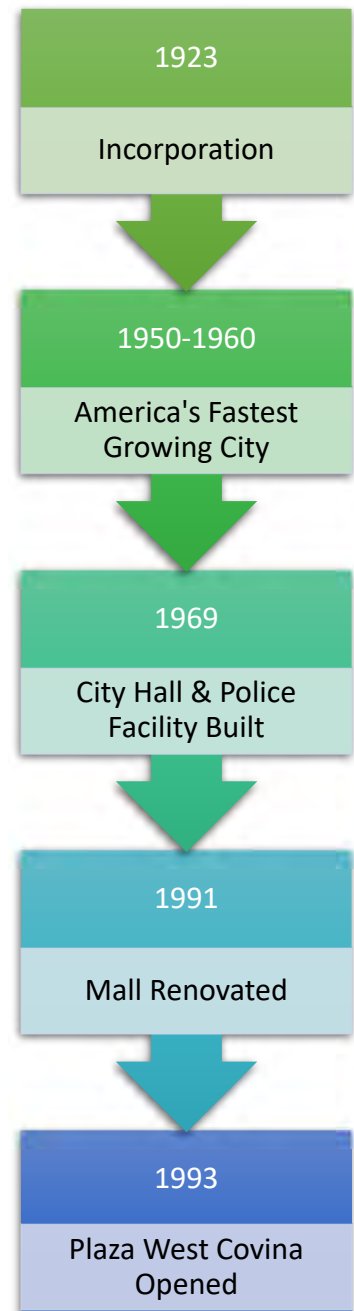 1923
Incorporation
1950-1960
America's Fastest
Growing City
1969
City Hall & Police
Facility Built
1991
Mall Renovated
1993
Plaza West Covina
Opened